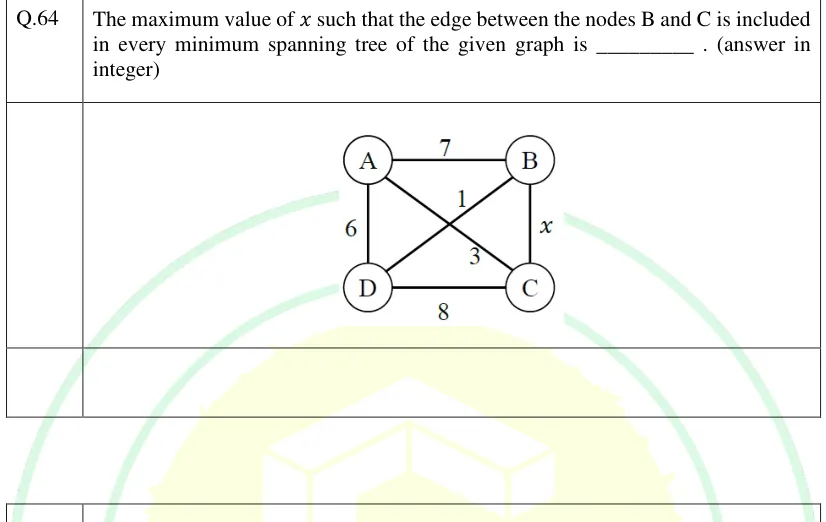 Q.64 The maximum value of x such that the edge between the nodes B and C is included
in every minimum spanning tree of the given graph is _________ . (answer in
integer)
7
A B
1
6 x
3
D C
8